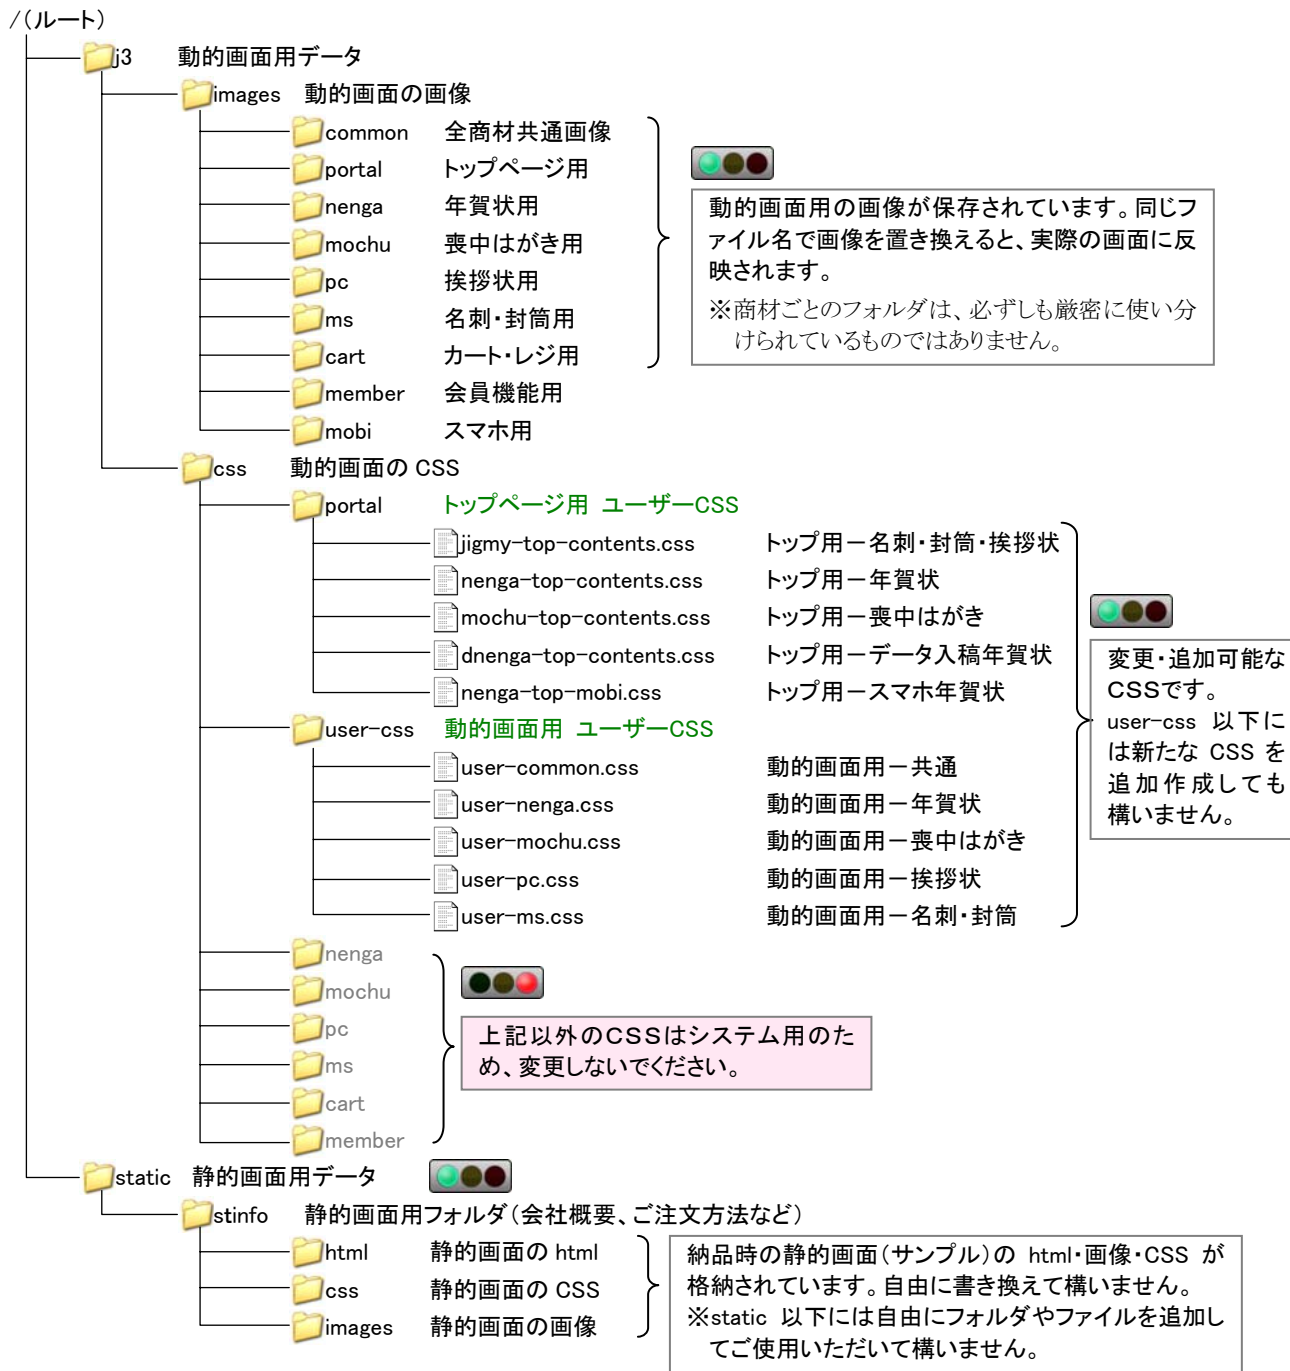 /(ルート)
j3 動的画面用データ
images 動的画面の画像
common 全商材共通画像
portal トップページ用
nenga 年賀状用
mochu 喪中はがき用
pc 挨拶状用
ms 名刺・封筒用
cart カート・レジ用
member 会員機能用
mobi スマホ用
動的画面用の画像が保存されています。同じフ
ァイル名で画像を置き換えると、実際の画面に反
映されます。
※商材ごとのフォルダは、必ずしも厳密に使い分
けられているものではありません。
css 動的画面の CSS
portal トップページ用 ユーザーCSS
jigmy-top-contents.css トップ用－名刺・封筒・挨拶状
nenga-top-contents.css トップ用－年賀状
mochu-top-contents.css トップ用－喪中はがき
dnenga-top-contents.css トップ用－データ入稿年賀状
nenga-top-mobi.css トップ用－スマホ年賀状
user-css 動的画面用 ユーザーCSS
user-common.css 動的画面用－共通
user-nenga.css 動的画面用－年賀状
user-mochu.css 動的画面用－喪中はがき
user-pc.css 動的画面用－挨拶状
user-ms.css 動的画面用－名刺・封筒
変更・追加可能な
CSSです。
user-css 以下に
は新たな CSS を
追加作成しても
構いません。
nenga
mochu
pc
ms
cart
member
上記以外のCSSはシステム用のた
め、変更しないでください。
static 静的画面用データ
stinfo 静的画面用フォルダ(会社概要、ご注文方法など)
html 静的画面の html
css 静的画面の CSS
images 静的画面の画像
納品時の静的画面(サンプル)の html・画像・CSS が
格納されています。自由に書き換えて構いません。
※static 以下には自由にフォルダやファイルを追加し
てご使用いただいて構いません。